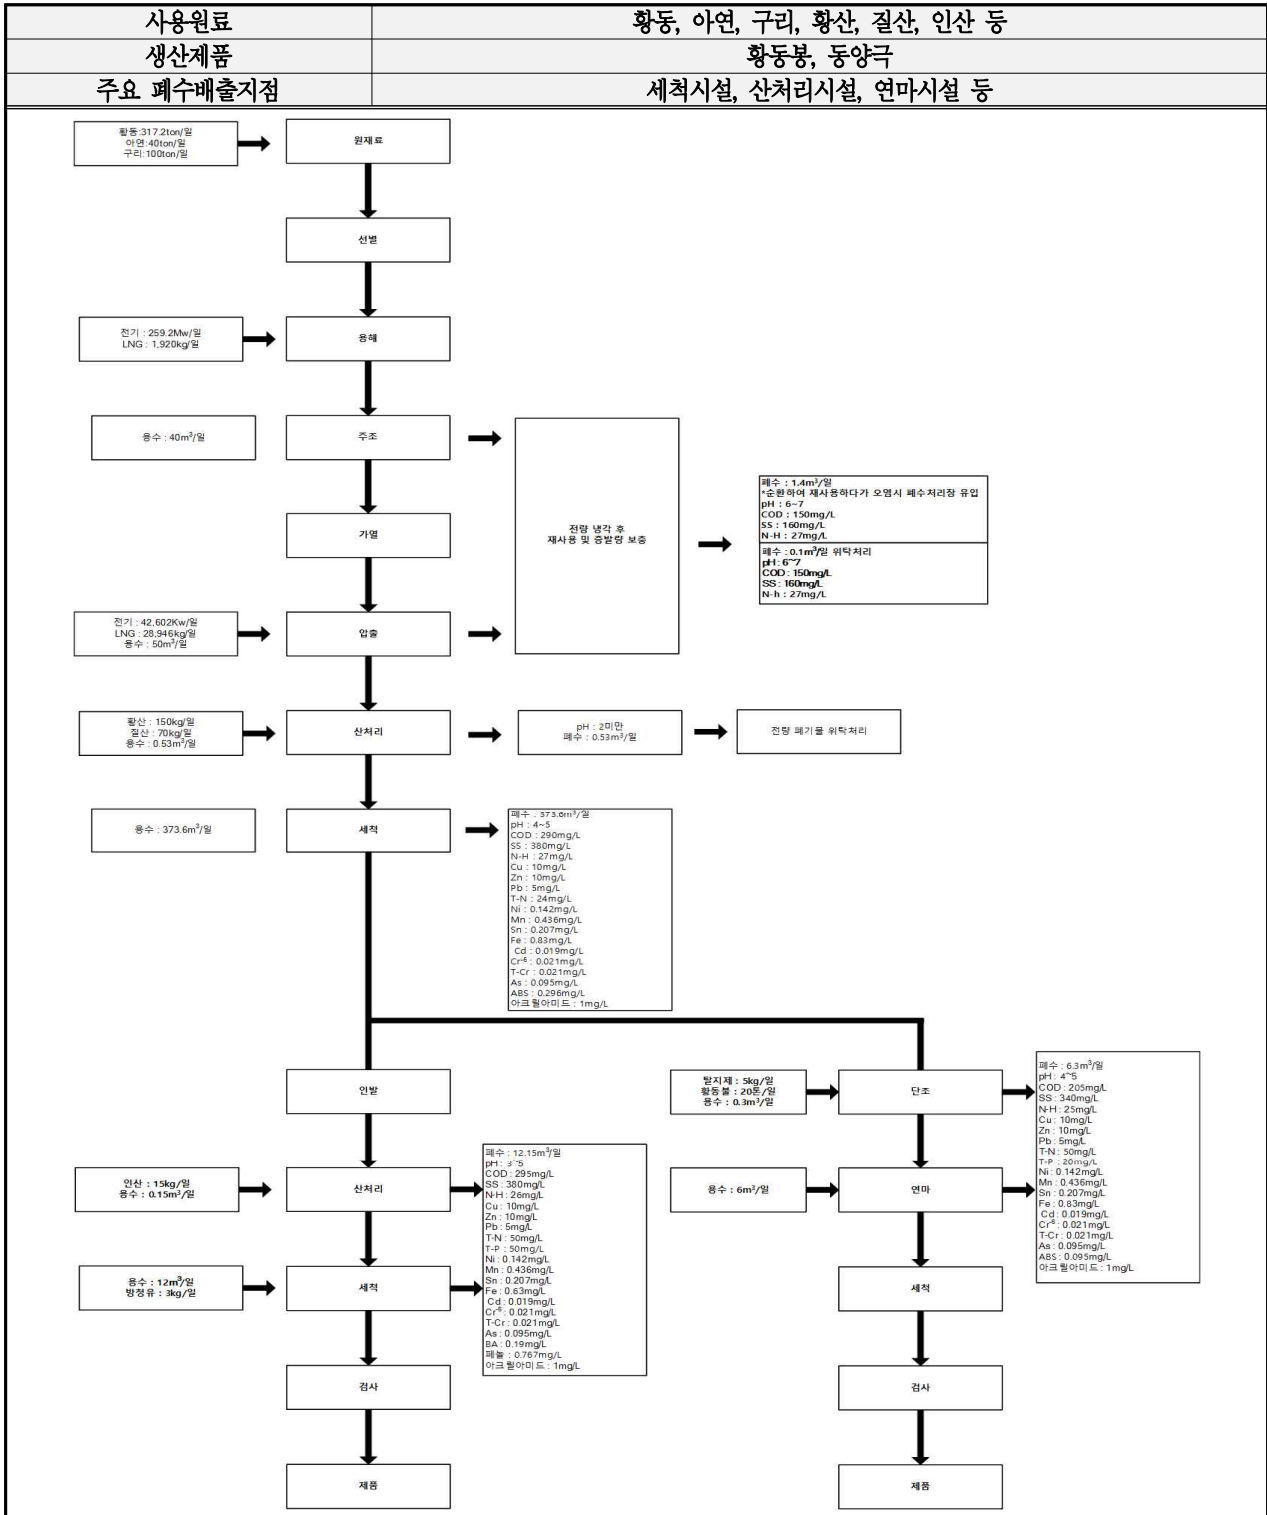 사용원료
황동, 아연, 구리, 황산, 질산, 인산 등
생산제품
황동봉, 동양극
주요 폐수배출지점
세척시설, 산처리시설, 연마시설 등
황동:317.2ton/일
아연:40ton/일
구리:100ton/일
원재료
선별
전기 : 259.2Mw/일
LNG : 1,920kg/일
용해
용수 : 40m³/일
주조
가열
전량 냉각 후
재사용 및 증발량 보충
폐수 : 1.4m³/일
*순환하여 재사용하다가 오염시 폐수처리장 유입
pH : 6~7
COD : 150mg/L
SS : 160mg/L
N-H : 27mg/L
폐수 : 0.1m³/일 위탁처리
pH : 6~7
COD : 150mg/L
SS : 160mg/L
N-h : 27mg/L
전기 : 42,602Kw/일
LNG : 28,946kg/일
용수 : 50m³/일
압출
황산 : 150kg/일
질산 : 70kg/일
용수 : 0.53m³/일
산처리
pH : 2미만
폐수 : 0.53m³/일
전량 폐기물 위탁처리
용수 : 373.6m³/일
세척
폐수 : 373.6m³/일
pH : 4~5
COD : 290mg/L
SS : 380mg/L
N-H : 27mg/L
Cu : 10mg/L
Zn : 10mg/L
Pb : 5mg/L
T-N : 24mg/L
Ni : 0.142mg/L
Mn : 0.436mg/L
Sn : 0.207mg/L
Fe : 0.83mg/L
Cd : 0.019mg/L
Cr⁻⁶ : 0.021mg/L
T-Cr : 0.021mg/L
As : 0.095mg/L
ABS : 0.296mg/L
아크릴아미드 : 1mg/L
인발
인산 : 15kg/일
용수 : 0.15m³/일
산처리
용수 : 12m³/일
방청유 : 3kg/일
세척
폐수 : 12.15m³/일
pH : 3~5
COD : 295mg/L
SS : 380mg/L
N-H : 26mg/L
Cu : 10mg/L
Zn : 10mg/L
Pb : 5mg/L
T-N : 50mg/L
T-P : 50mg/L
Ni : 0.142mg/L
Mn : 0.436mg/L
Sn : 0.207mg/L
Fe : 0.63mg/L
Cd : 0.019mg/L
Cr⁻⁶ : 0.021mg/L
T-Cr : 0.021mg/L
As : 0.095mg/L
BA : 0.19mg/L
페놀 : 0.767mg/L
아크릴아미드 : 1mg/L
검사
제품
탈지제 : 5kg/일
황동볼 : 20톤/일
용수 : 0.3m³/일
단조
용수 : 6m³/일
연마
폐수 : 6.3m³/일
pH : 4~5
COD : 205mg/L
SS : 340mg/L
N-H : 25mg/L
Cu : 10mg/L
Zn : 10mg/L
Pb : 5mg/L
T-N : 50mg/L
T-P : 20mg/L
Ni : 0.142mg/L
Mn : 0.436mg/L
Sn : 0.207mg/L
Fe : 0.83mg/L
Cd : 0.019mg/L
Cr⁻⁶ : 0.021mg/L
T-Cr : 0.021mg/L
As : 0.095mg/L
ABS : 0.095mg/L
아크릴아미드 : 1mg/L
세척
검사
제품